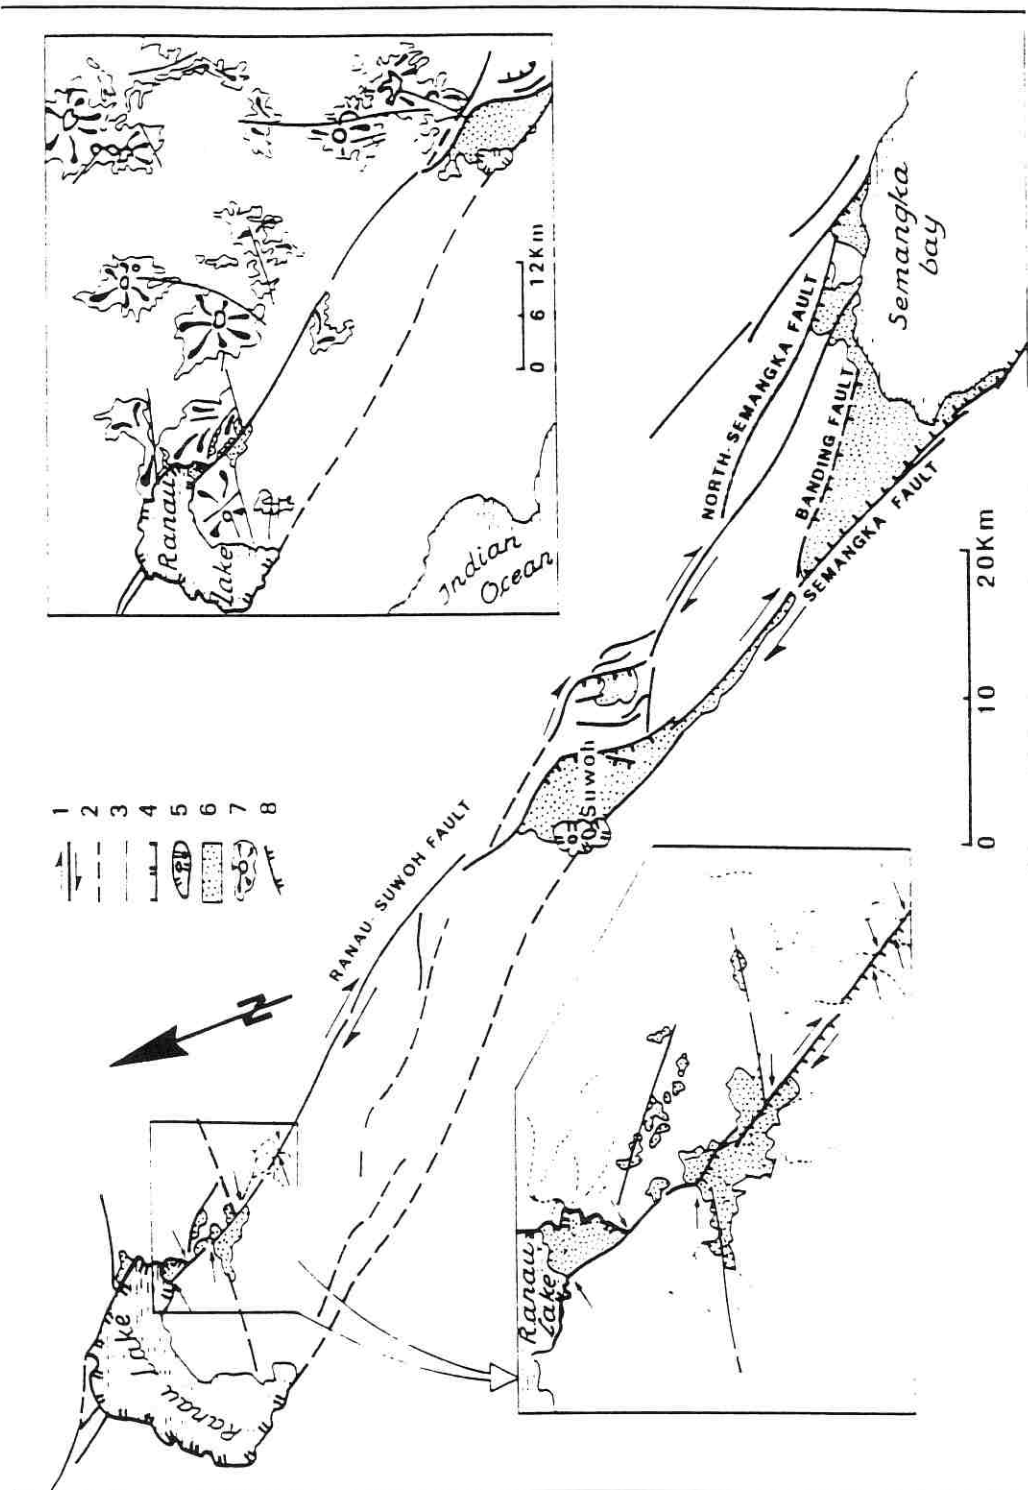 Ranau
Lake
Indian
Ocean
0 6 12Km
Semangka
bay
NORTH-SEMANGKA FAULT
BANDING FAULT
SEMANGKA FAULT
0 10 20Km
Suwoh
RANAU SUWOH FAULT
1
2
3
4
5
6
7
8
N
Ranau Lake
Ranau
Lake